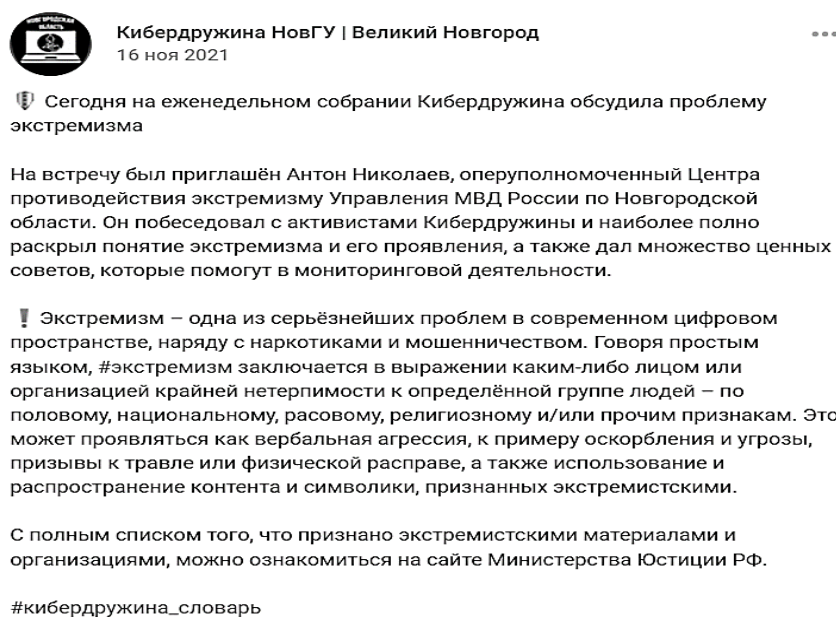 НОВГОРОДСКАЯ
ОБЛАСТЬ
Кибердружина НовГУ | Великий Новгород
16 ноя 2021
Сегодня на еженедельном собрании Кибердружина обсудила проблему
экстремизма
На встречу был приглашён Антон Николаев, оперуполномоченный Центра
противодействия экстремизму Управления МВД России по Новгородской
области. Он побеседовал с активистами Кибердружины и наиболее полно
раскрыл понятие экстремизма и его проявления, а также дал множество ценных
советов, которые помогут в мониторинговой деятельности.
❗ Экстремизм – одна из серьёзнейших проблем в современном цифровом
пространстве, наряду с наркотиками и мошенничеством. Говоря простым
языком, #экстремизм заключается в выражении каким-либо лицом или
организацией крайней нетерпимости к определённой группе людей – по
половому, национальному, расовому, религиозному и/или прочим признакам. Это
может проявляться как вербальная агрессия, к примеру оскорбления и угрозы,
призывы к травле или физической расправе, а также использование и
распространение контента и символики, признанных экстремистскими.
С полным списком того, что признано экстремистскими материалами и
организациями, можно ознакомиться на сайте Министерства Юстиции РФ.
#кибердружина_словарь